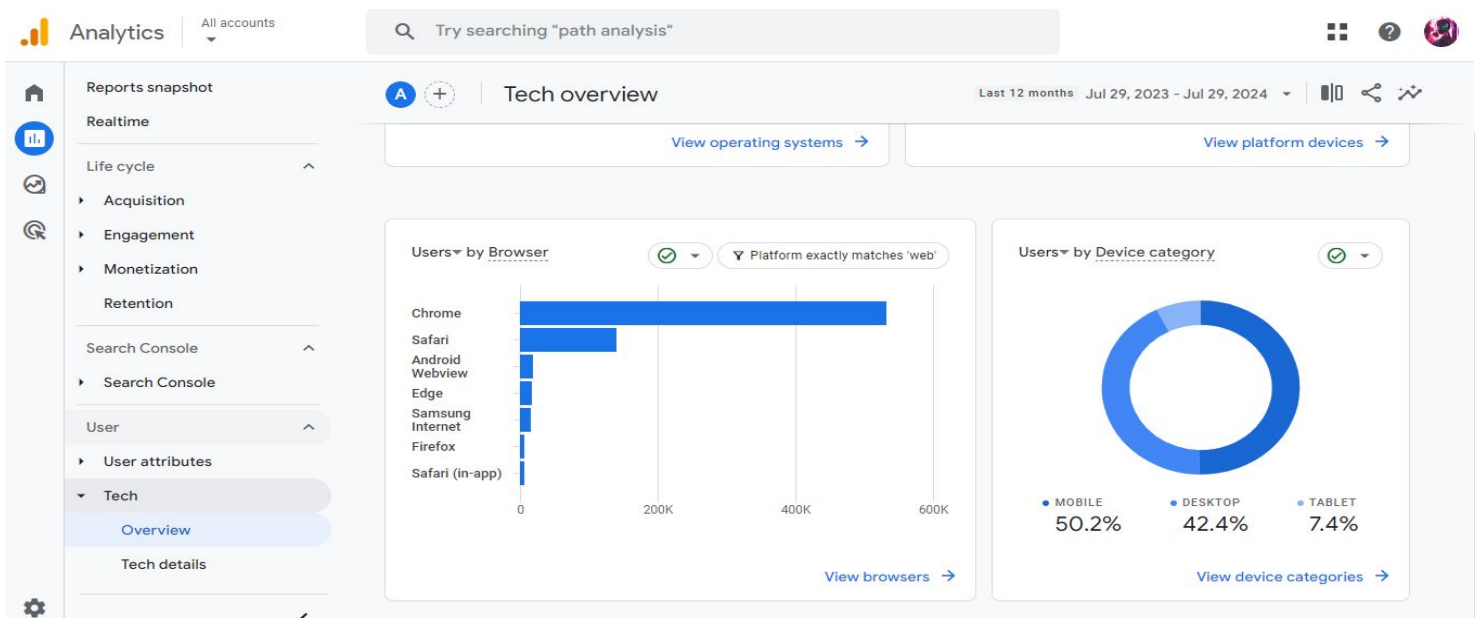 Analytics
All accounts
Try searching "path analysis"
Reports snapshot
Realtime
Life cycle
Acquisition
Engagement
Monetization
Retention
Search Console
Search Console
User
User attributes
Tech
Overview
Tech details
A
Tech overview
Last 12 months Jul 29, 2023 - Jul 29, 2024
View operating systems
View platform devices
Users by Browser
Platform exactly matches 'web'
Chrome
Safari
Android
Webview
Edge
Samsung
Internet
Firefox
Safari (in-app)
0 200K 400K 600K
View browsers
Users by Device category
MOBILE DESKTOP TABLET
50.2% 42.4% 7.4%
View device categories